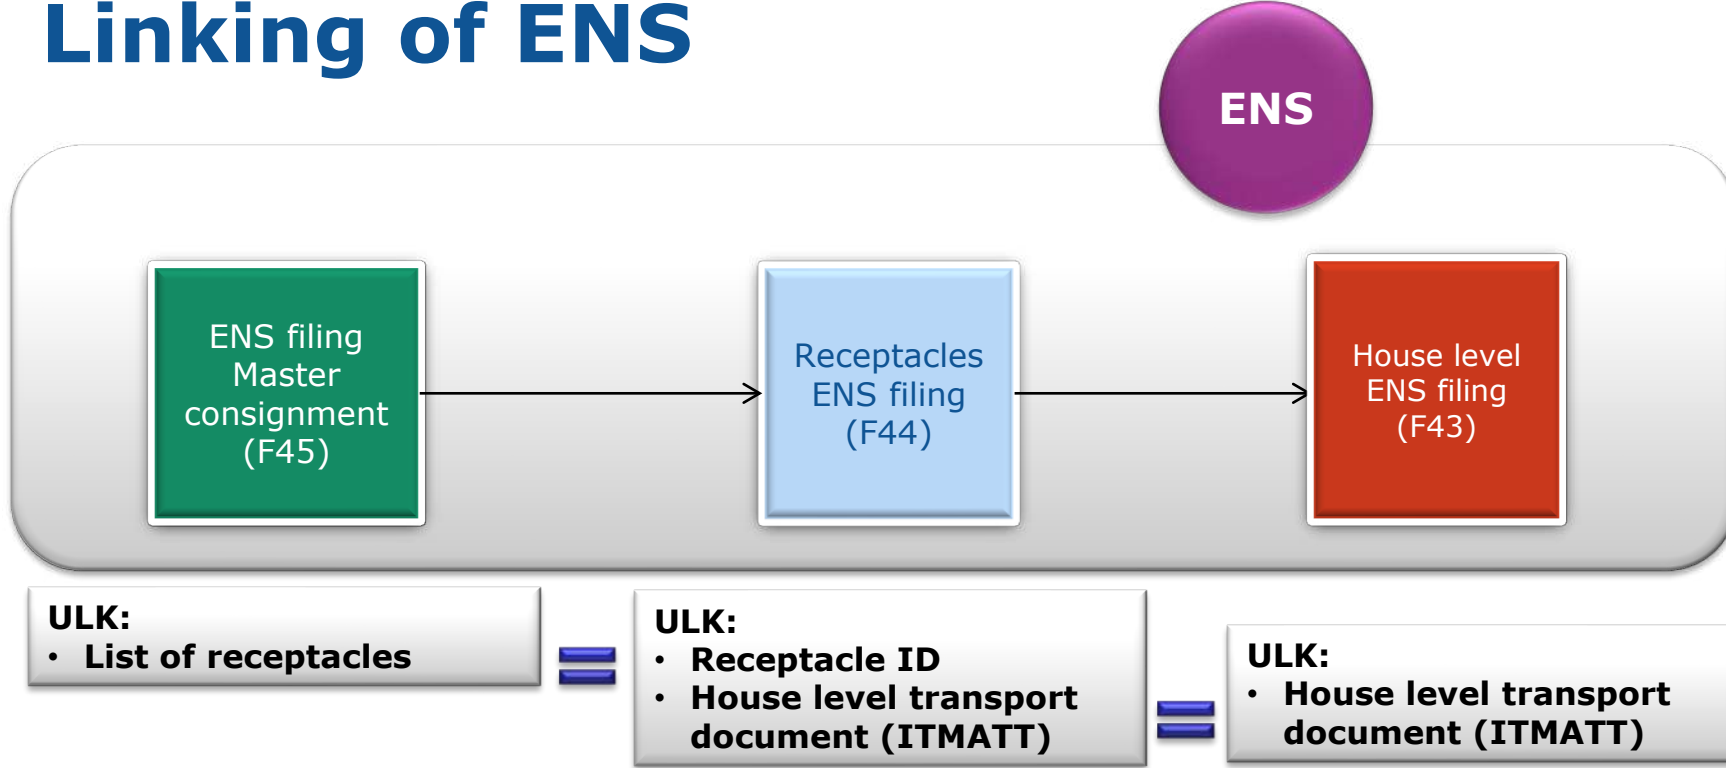 Linking of ENS
ENS
ENS filing
Master
consignment
(F45)
Receptacles
ENS filing
(F44)
House level
ENS filing
(F43)
ULK:
• List of receptacles
ULK:
• Receptacle ID
• House level transport
document (ITMATT)
ULK:
• House level transport
document (ITMATT)